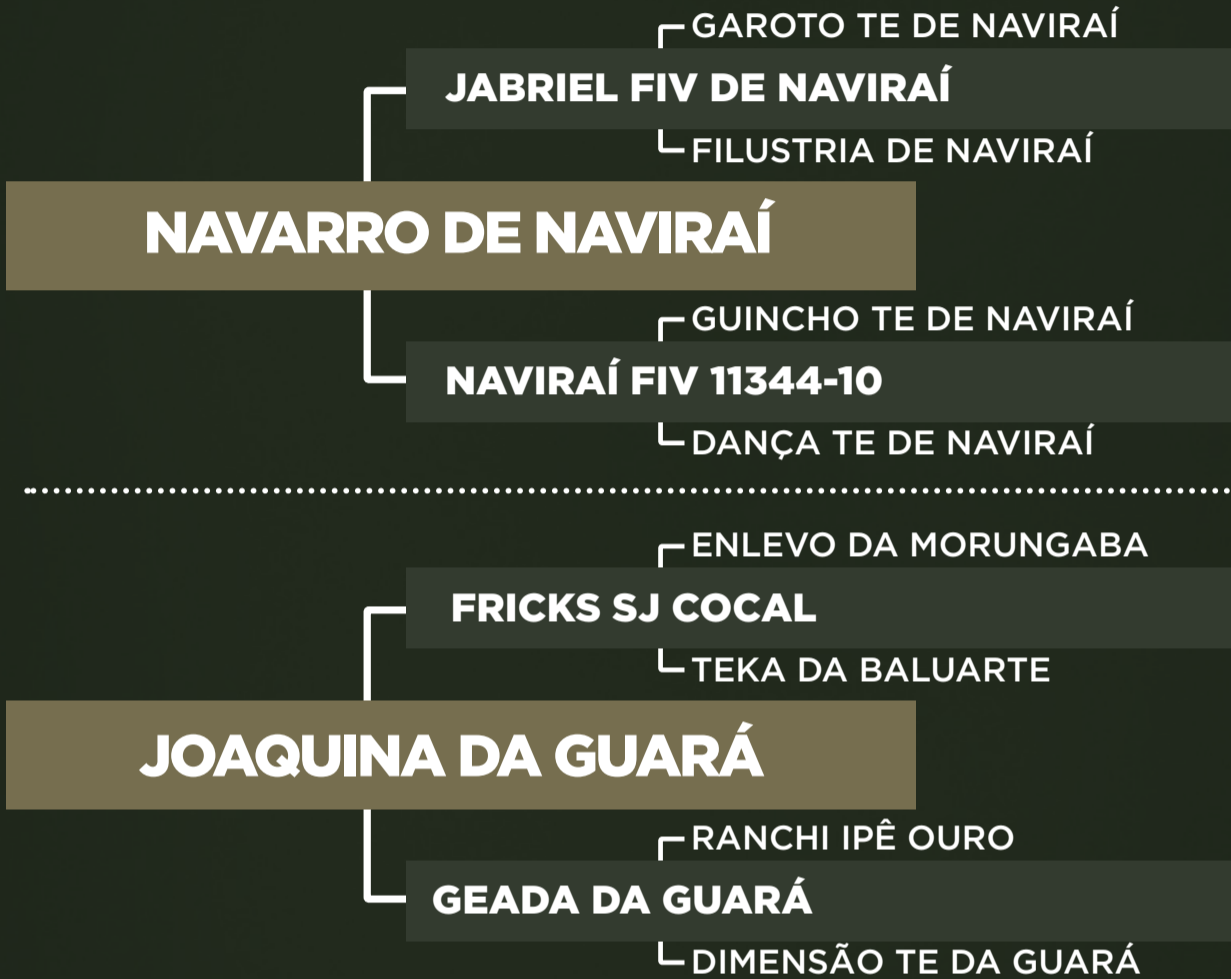 GAROTO TE DE NAVIRAÍ
JABRIEL FIV DE NAVIRAÍ
FILUSTRIA DE NAVIRAÍ
NAVARRO DE NAVIRAÍ
GUINCHO TE DE NAVIRAÍ
NAVIRAÍ FIV 11344-10
DANÇA TE DE NAVIRAÍ
ENLEVO DA MORUNGABA
FRICKS SJ COCAL
TEKA DA BALUARTE
JOAQUINA DA GUARÁ
RANCHI IPÊ OURO
GEADA DA GUARÁ
DIMENSÃO TE DA GUARÁ